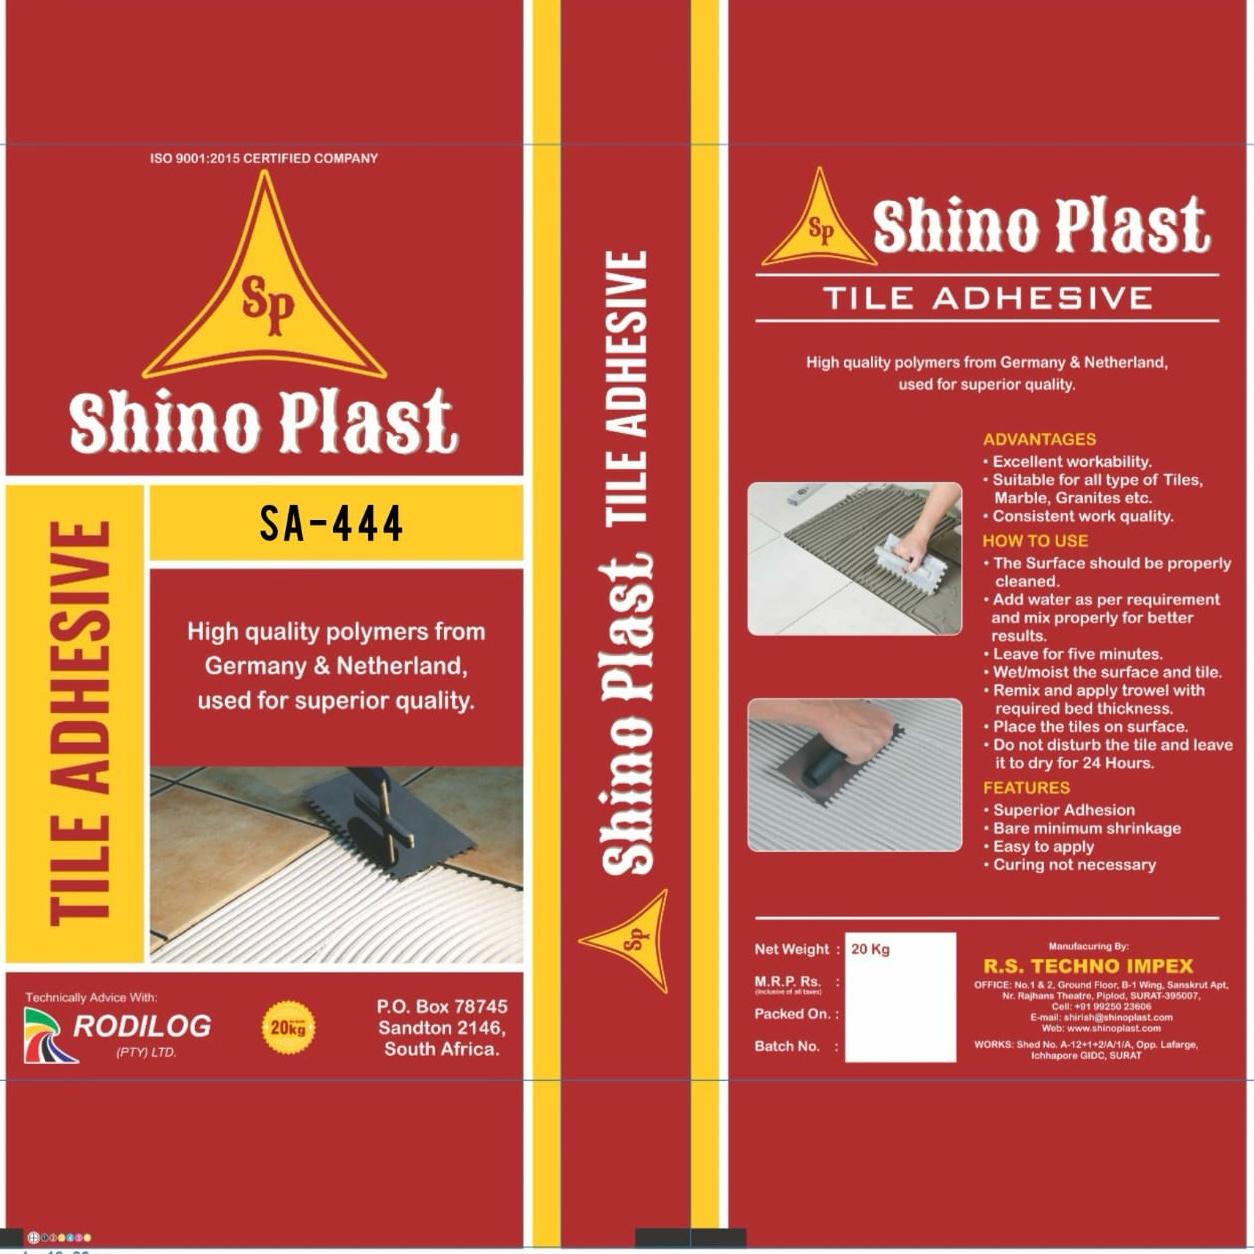 ISO 9001:2015 CERTIFIED COMPANY
Sp
Shino Plast
TILE ADHESIVE
SA-444
High quality polymers from
Germany & Netherland,
used for superior quality.
Technically Advice With:
RODILOG
(PTY) LTD.
20kg
P.O. Box 78745
Sandton 2146,
South Africa.
Sp Shino Plast TILE ADHESIVE
Sp Shino Plast
TILE ADHESIVE
High quality polymers from Germany & Netherland,
used for superior quality.
ADVANTAGES
• Excellent workability.
• Suitable for all type of Tiles,
Marble, Granites etc.
• Consistent work quality.
HOW TO USE
• The Surface should be properly
cleaned.
• Add water as per requirement
and mix properly for better
results.
• Leave for five minutes.
• Wet/moist the surface and tile.
• Remix and apply trowel with
required bed thickness.
• Place the tiles on surface.
• Do not disturb the tile and leave
it to dry for 24 Hours.
FEATURES
• Superior Adhesion
• Bare minimum shrinkage
• Easy to apply
• Curing not necessary
Net Weight : 20 Kg
M.R.P. Rs. :
(Inclusive of all taxes)
Packed On. :
Batch No. :
Manufacuring By:
R.S. TECHNO IMPEX
OFFICE: No.1 & 2, Ground Floor, B-1 Wing, Sanskrut Apt,
Nr. Rajhans Theatre, Piplod, SURAT-395007,
Cell: +91 99250 23606
E-mail: shirish@shinoplast.com
Web: www.shinoplast.com
WORKS: Shed No. A-12+1+2/A/1/A, Opp. Lafarge,
Ichhapore GIDC, SURAT